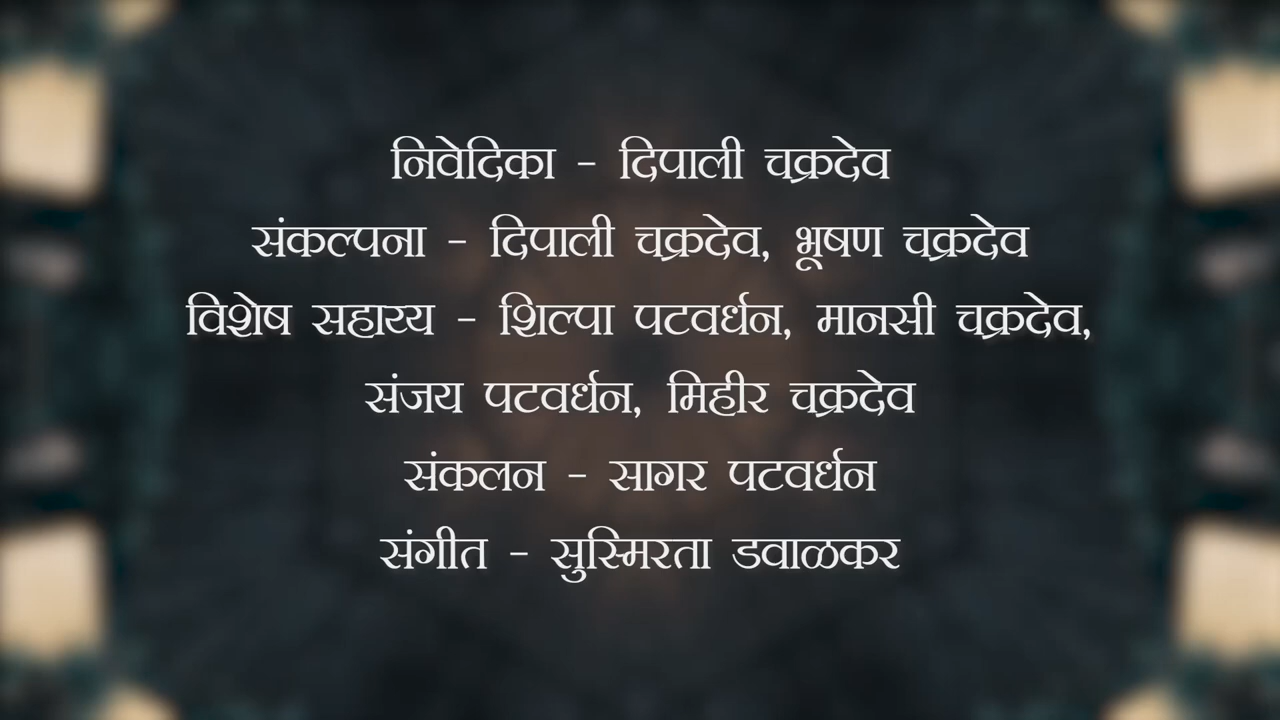 निवेदिका - दिपाली चक्रदेव
संकल्पना - दिपाली चक्रदेव, भूषण चक्रदेव
विशेष सहाय्य - शिल्पा पटवर्धन, मानसी चक्रदेव,
संजय पटवर्धन, मिहीर चक्रदेव
संकलन - सागर पटवर्धन
संगीत - सुस्मिरता डवाळकर